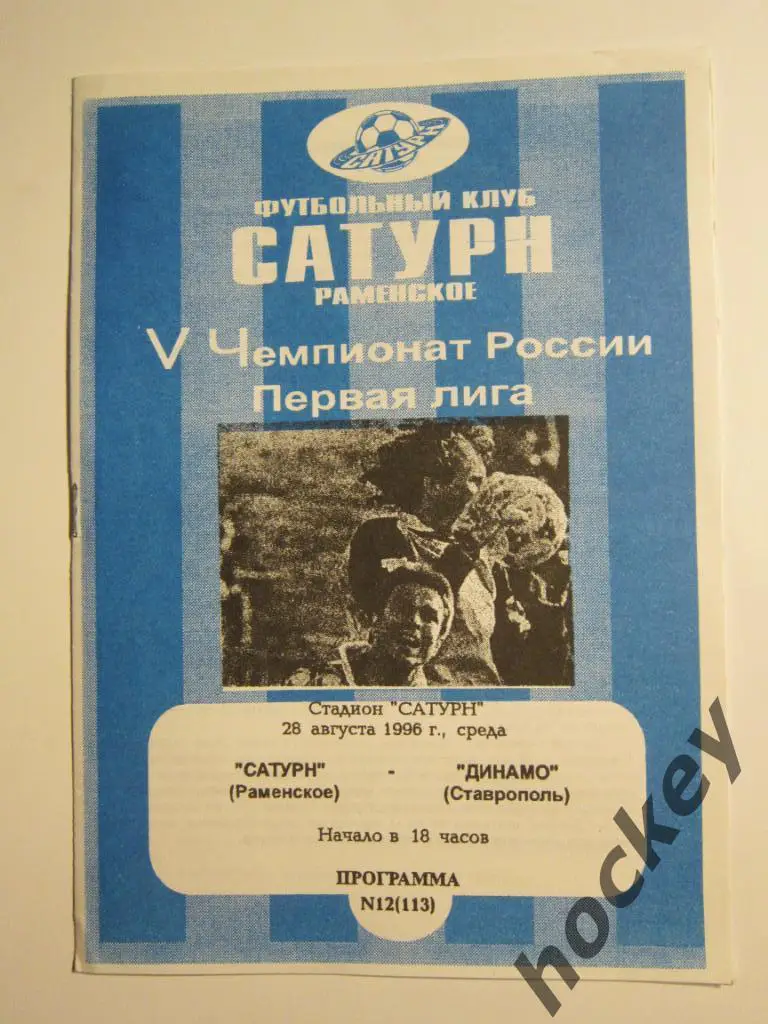 САТУРН
ФУТБОЛЬНЫЙ КЛУБ
САТУРН
РАМЕНСКОЕ
V Чемпионат России
Первая лига
Стадион "САТУРН"
28 августа 1996 г., среда
"САТУРН" - "ДИНАМО"
(Раменское) (Ставрополь)
Начало в 18 часов
ПРОГРАММА
N12(113)
hockey